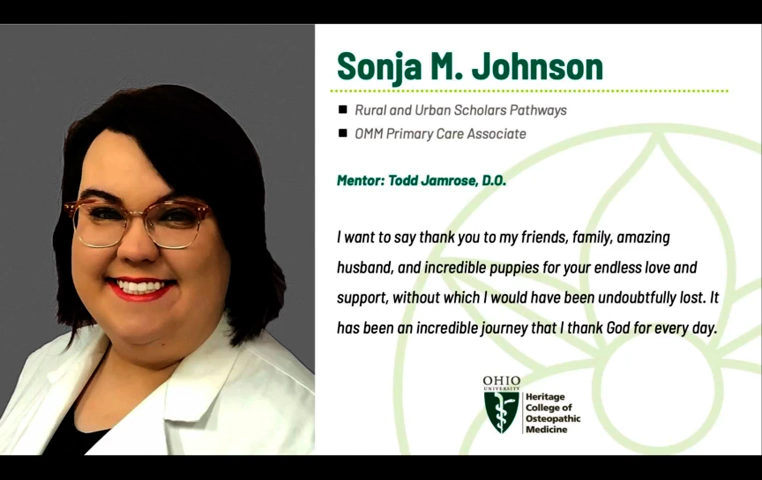 Sonja M. Johnson
Rural and Urban Scholars Pathways
OMM Primary Care Associate
Mentor: Todd Jamrose, D.O.
I want to say thank you to my friends, family, amazing
husband, and incredible puppies for your endless love and
support, without which I would have been undoubtfully lost. It
has been an incredible journey that I thank God for every day.
OHIO
UNIVERSITY
Heritage
College of
Osteopathic
Medicine